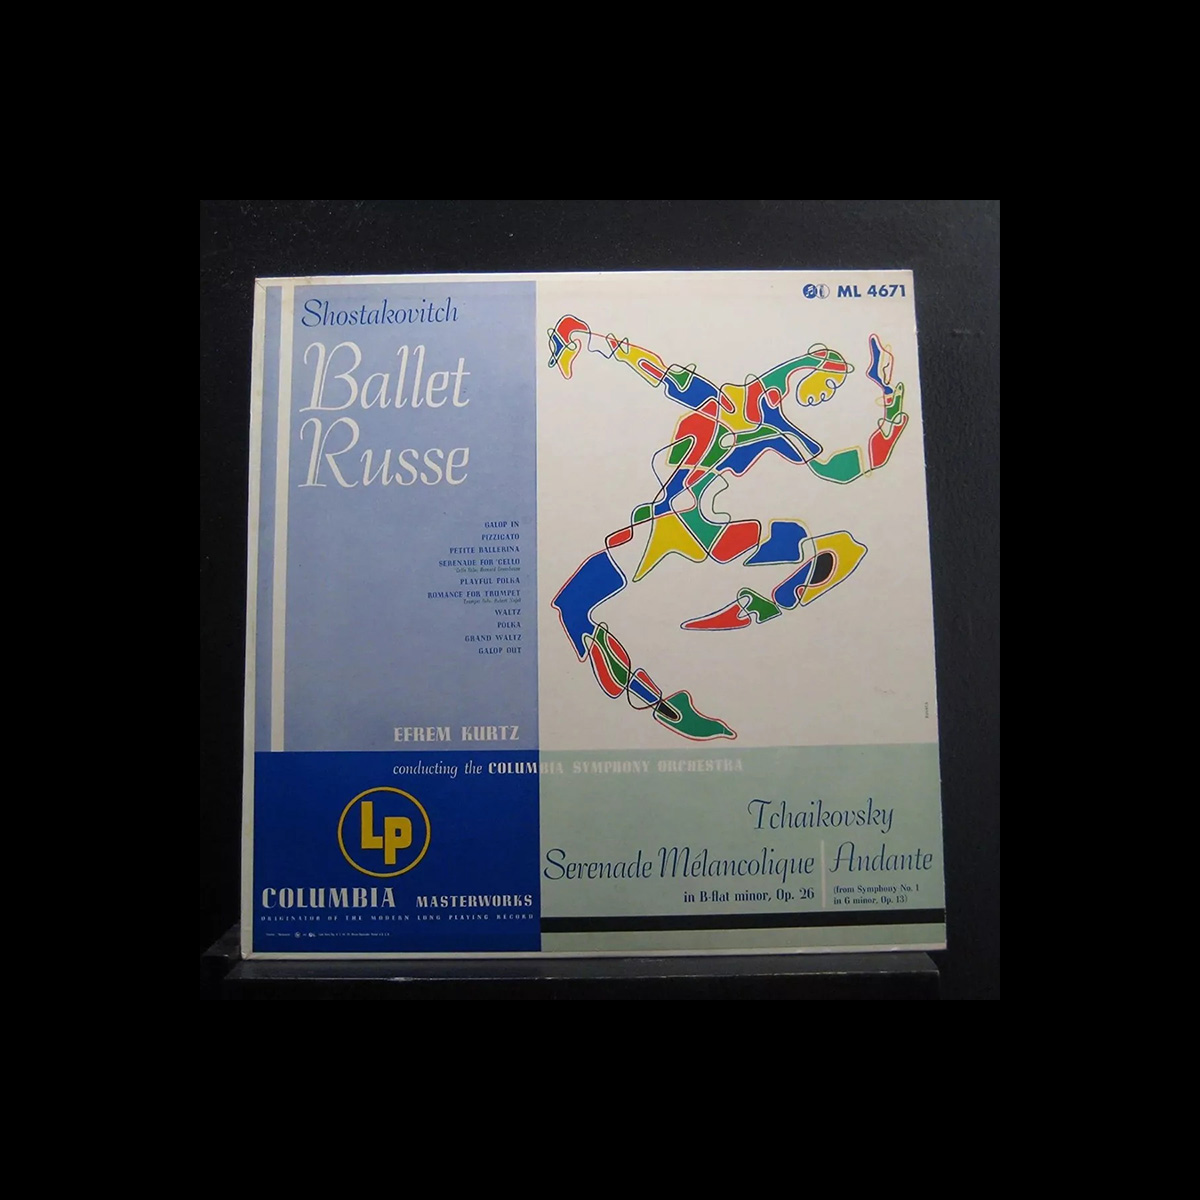 Shostakovitch
Ballet
Russe
GALOP IN
PIZZICATO
PETITE BALLERINA
SERENADE FOR 'CELLO
PLAYFUL POLKA
ROMANCE FOR TRUMPET
WALTZ
POLKA
GRAND WALTZ
GALOP OUT
EFREM KURTZ
conducting the COLUMBIA SYMPHONY ORCHESTRA
LP
COLUMBIA MASTERWORKS
ORIGINATOR OF THE MODERN LONG PLAYING RECORD
ML 4671
Tchaikovsky
Serenade Mélancolique
in B-flat minor, Op. 26
Andante
(from Symphony No. 1
in G minor, Op. 13)